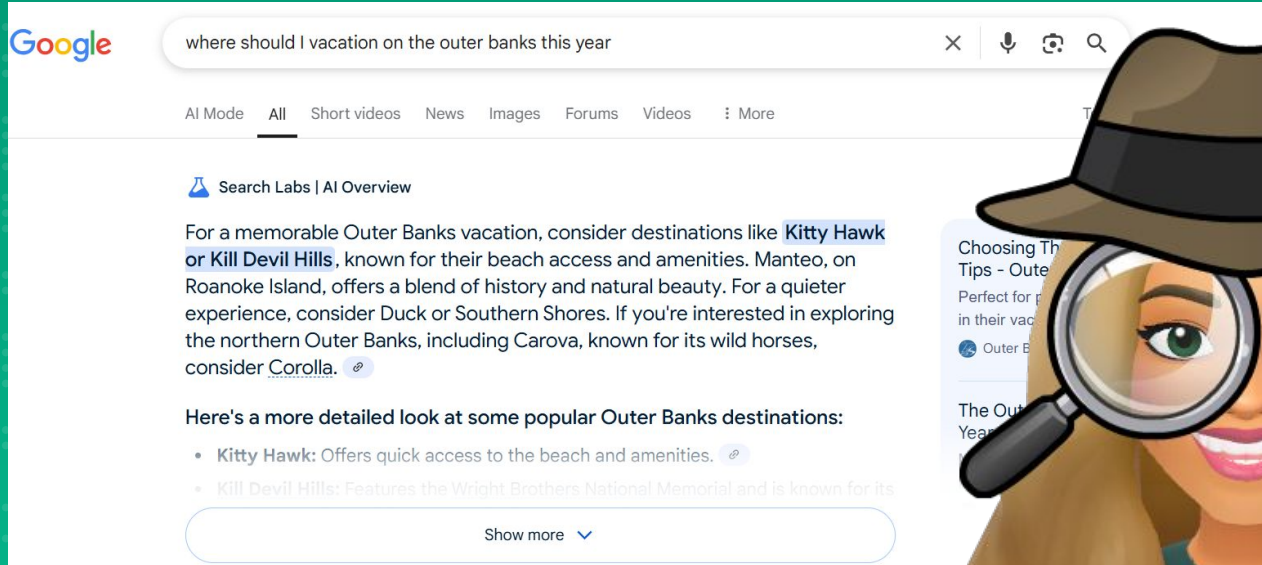 Google
where should I vacation on the outer banks this year
AI Mode All Short videos News Images Forums Videos More
Search Labs | AI Overview
For a memorable Outer Banks vacation, consider destinations like Kitty Hawk
or Kill Devil Hills, known for their beach access and amenities. Manteo, on
Roanoke Island, offers a blend of history and natural beauty. For a quieter
experience, consider Duck or Southern Shores. If you're interested in exploring
the northern Outer Banks, including Carova, known for its wild horses,
consider Corolla.
Here's a more detailed look at some popular Outer Banks destinations:
• Kitty Hawk: Offers quick access to the beach and amenities.
• Kill Devil Hills: Features the Wright Brothers National Memorial and is known for its
Show more
Choosing
Tips -
Perfect for
in their
Outer
The